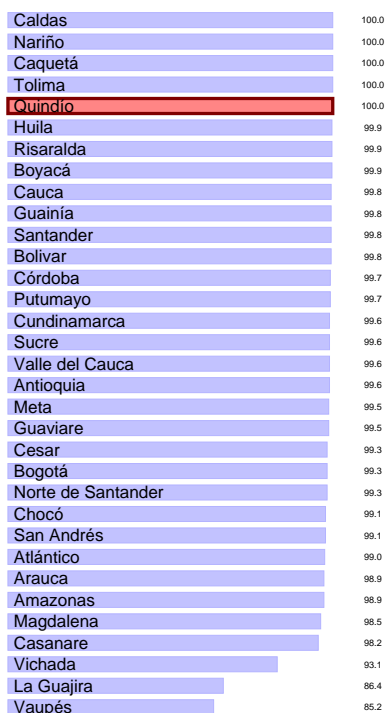 Caldas 100.0
Nariño 100.0
Caquetá 100.0
Tolima 100.0
Quindío 100.0
Huila 99.9
Risaralda 99.9
Boyacá 99.9
Cauca 99.8
Guainía 99.8
Santander 99.8
Bolivar 99.8
Córdoba 99.7
Putumayo 99.7
Cundinamarca 99.6
Sucre 99.6
Valle del Cauca 99.6
Antioquia 99.6
Meta 99.5
Guaviare 99.5
Cesar 99.3
Bogotá 99.3
Norte de Santander 99.3
Chocó 99.1
San Andrés 99.1
Atlántico 99.0
Arauca 98.9
Amazonas 98.9
Magdalena 98.5
Casanare 98.2
Vichada 93.1
La Guajira 86.4
Vaupés 85.2